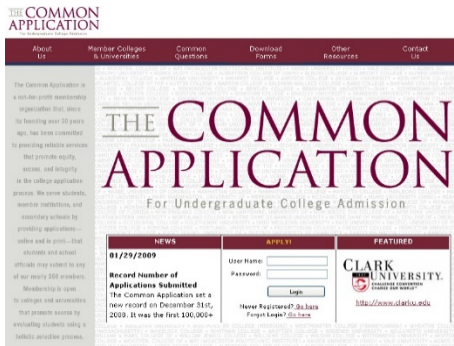 THE COMMON
APPLICATION
For Undergraduate College Admission
About
Us
Member Colleges
& Universities
Common
Questions
Download
Forms
Other
Resources
Contact
Us
The Common Application is
a not-for-profit membership
organization that, since
its founding over 30 years
ago, has been committed
to providing reliable services
that promote equity,
access, and integrity
in the college application
process. We serve students,
member institutions, and
secondary schools by
providing applications—
online and in print—that
students and school
officials may submit to any
of our nearly 350 members.
Membership is open
to colleges and universities
that promote access by
evaluating students using a
holistic selection process.
THE COMMON
APPLICATION
For Undergraduate College Admission
NEWS
01/29/2009
Record Number of
Applications Submitted
The Common Application set a
new record on December 31st,
2008. It was the first 100,000+
APPLY!
User Name:
Password:
Login
Never Registered? Go here
Forgot Login? Go here
FEATURED
CLARK
UNIVERSITY
CHALLENGE CONVENTION
CHANGE OUR WORLD
http://www.clarku.edu